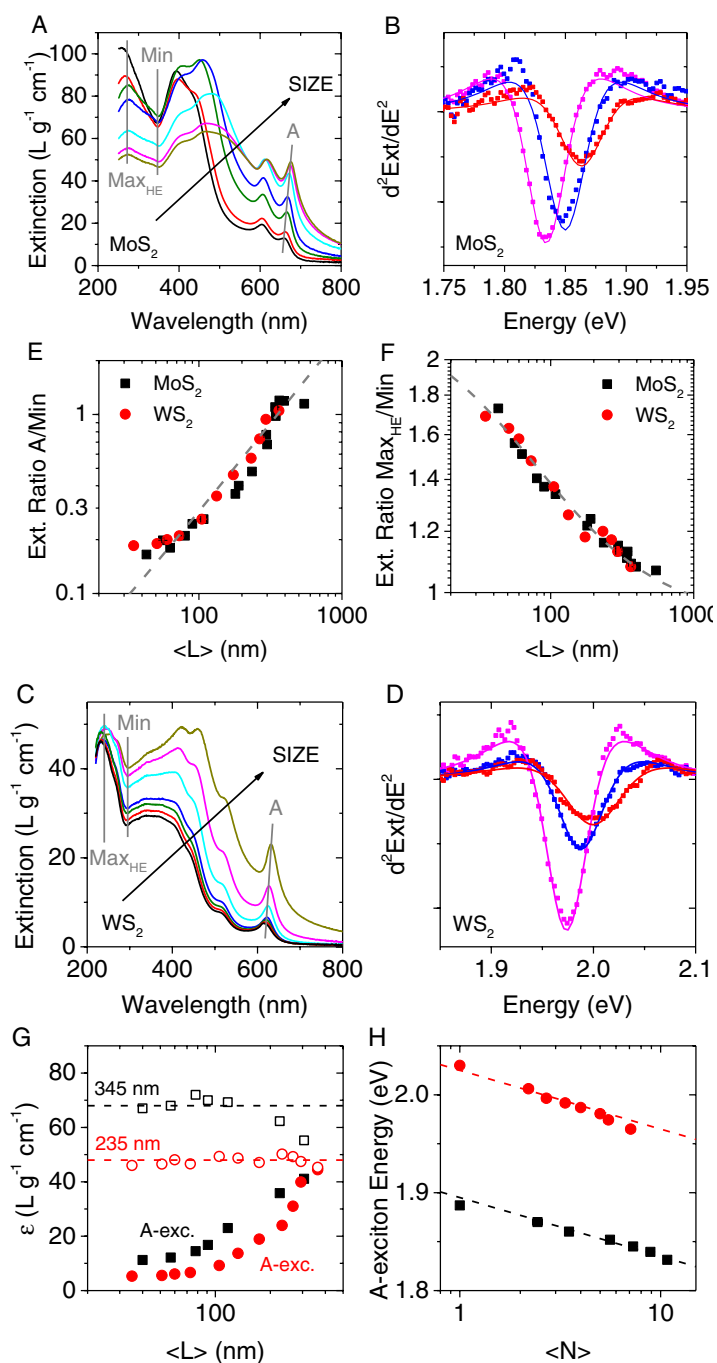 A
Extinction (L g⁻¹ cm⁻¹)
100
80
60
40
20
0
Min
SIZE
A
Max_HE
MoS₂
200 400 600 800
Wavelength (nm)
B
d²Ext/dE²
MoS₂
1.75 1.80 1.85 1.90 1.95
Energy (eV)
E
Ext. Ratio A/Min
1
0.3
0.1
MoS₂
WS₂
100 1000
<L> (nm)
F
Ext. Ratio Max_HE/Min
2
1.8
1.6
1.4
1.2
1
MoS₂
WS₂
100 1000
<L> (nm)
C
Extinction (L g⁻¹ cm⁻¹)
40
20
0
Min
SIZE
A
Max_HE
WS₂
200 400 600 800
Wavelength (nm)
D
d²Ext/dE²
WS₂
1.9 2.0 2.1
Energy (eV)
G
ε (L g⁻¹ cm⁻¹)
80
60
40
20
0
345 nm
235 nm
A-exc.
A-exc.
100
<L> (nm)
H
A-exciton Energy (eV)
2.0
1.9
1.8
1 10
<N>